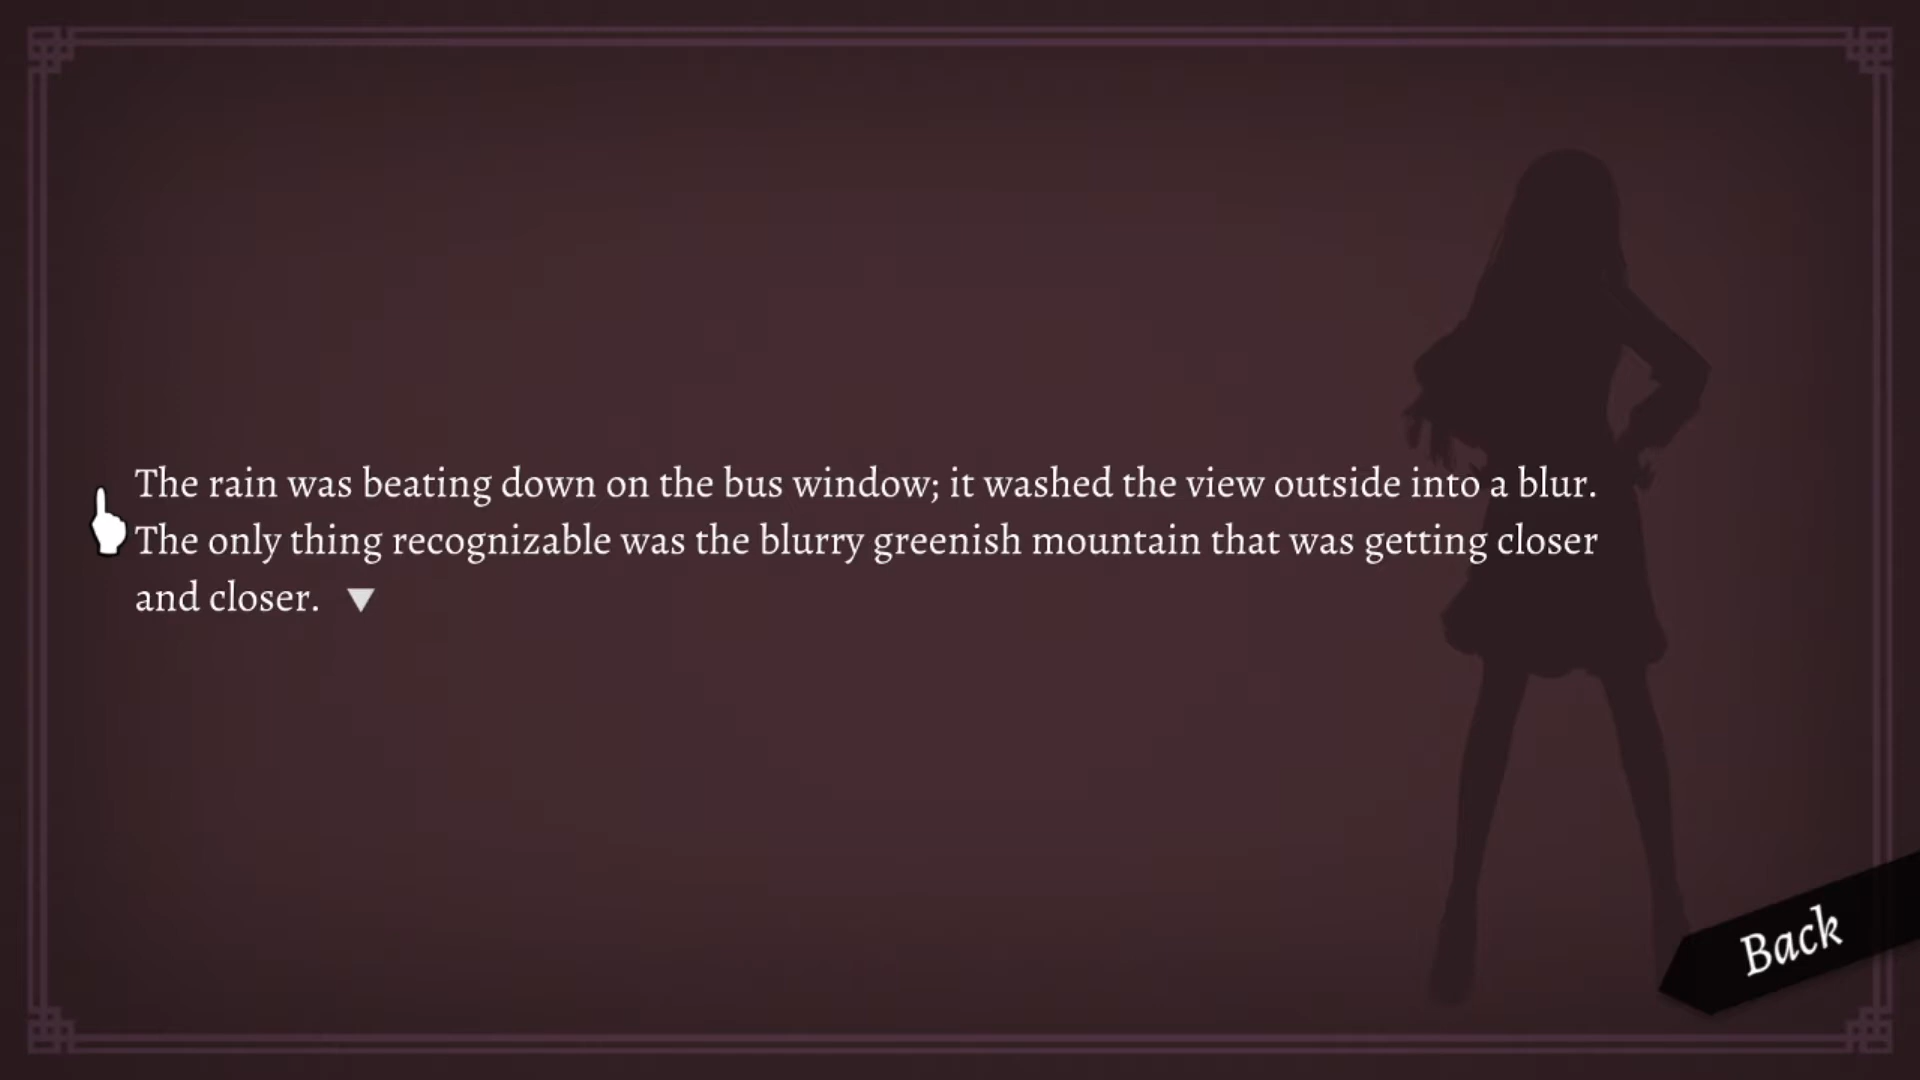 The rain was beating down on the bus window; it washed the view outside into a blur.
The only thing recognizable was the blurry greenish mountain that was getting closer
and closer.
Back